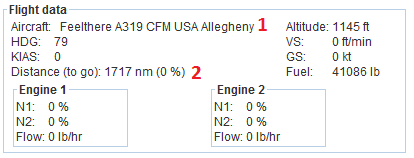 Flight data
Aircraft: Feelthere A319 CFM USA Allegheny 1 Altitude: 1145 ft
HDG: 79 VS: 0 ft/min
KIAS: 0 GS: 0 kt
Distance (to go): 1717 nm (0 %) 2 Fuel: 41086 lb
Engine 1 Engine 2
N1: 0 % N1: 0 %
N2: 0 % N2: 0 %
Flow: 0 lb/hr Flow: 0 lb/hr